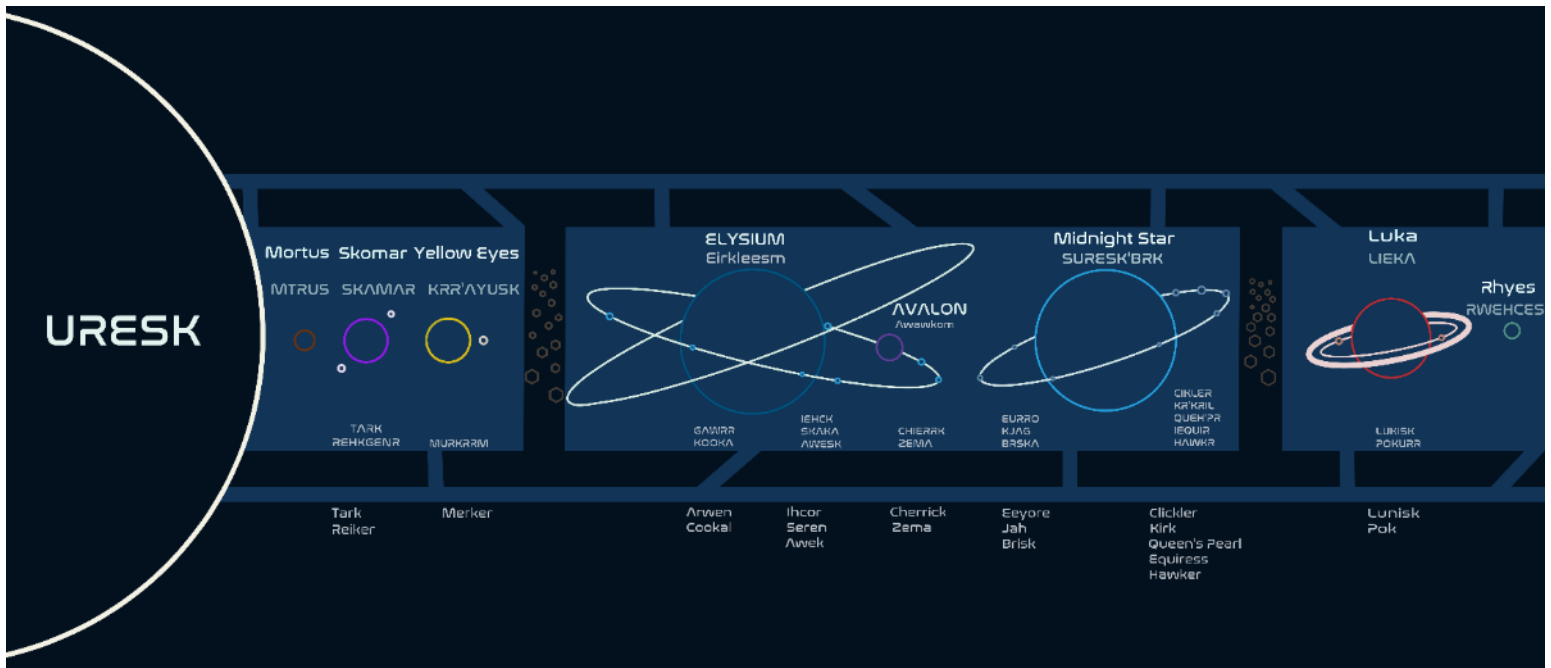 URESK
Mortus Skomar Yellow Eyes
MTRUS SKAMAR KRR'AYUSK
TARK
REHKGENR
MURKRRM
Tark
Reiker
Merker
ELYSIUM
Eirkleesm
AVALON
Awawkom
GAWRR
KOOKA
IEHCK
SKAKA
AWESK
CHIERRK
ZEMA
Arwen
Cookal
Ihcor
Seren
Awek
Cherrick
Zema
Midnight Star
SURESK'BRK
EURRO
KJAG
BRSKA
CIKLER
KR'KRIL
QUEK'PR
IEQUIR
HAWKR
Eeyore
Jah
Brisk
Clickler
Kirk
Queen's Pearl
Equiress
Hawker
Luka
LIEKA
LUKISK
POKURR
Lunisk
Pok
Rhyes
RWEHCES